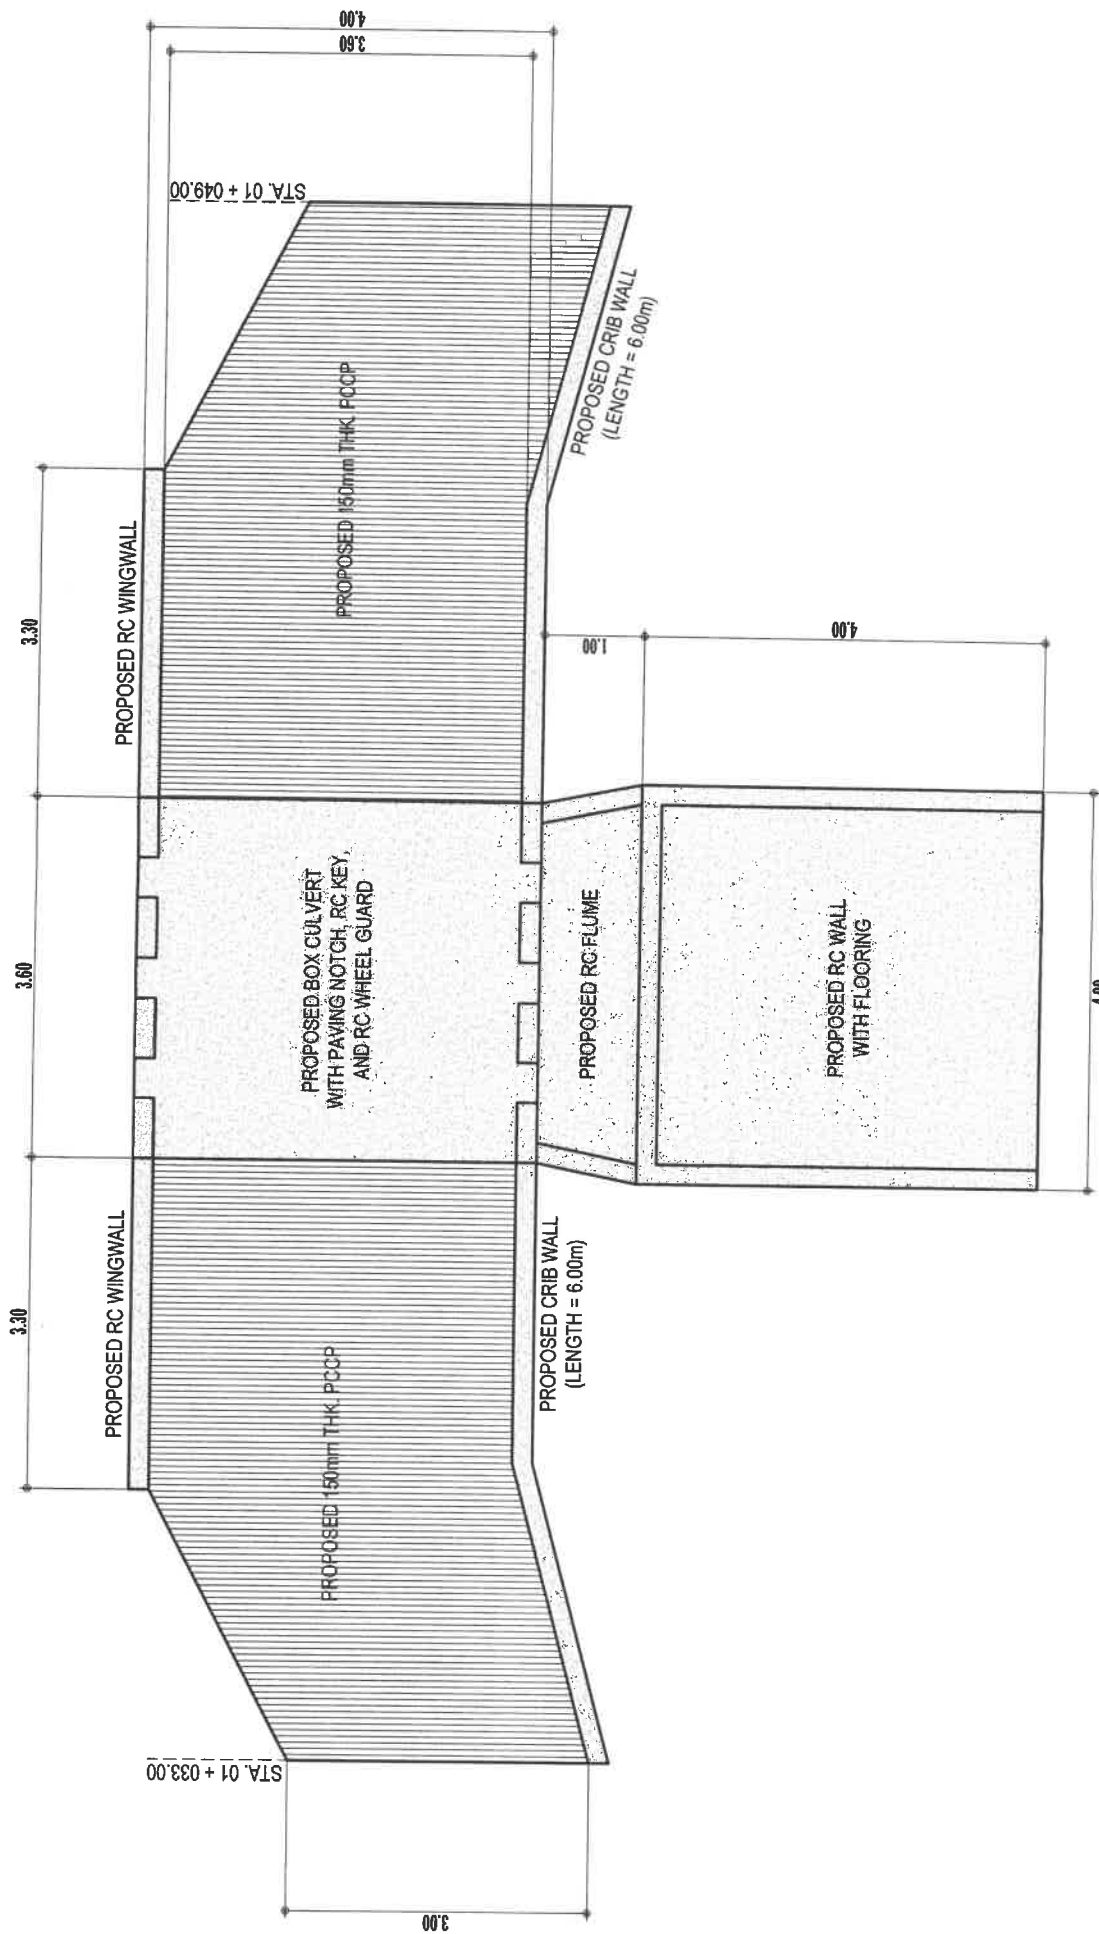 4.00
3.60
STA. 01 + 049.00
3.30
PROPOSED RC WINGWALL
PROPOSED 150mm THK. PCCP
PROPOSED CRIB WALL
(LENGTH = 6.00m)
1.00
4.00
3.60
PROPOSED BOX CULVERT
WITH PAVING NOTCH, RC KEY,
AND RC WHEEL GUARD
PROPOSED RC FLUME
PROPOSED RC WALL
WITH FLOORING
4.00
3.30
PROPOSED RC WINGWALL
PROPOSED 150mm THK. PCCP
PROPOSED CRIB WALL
(LENGTH = 6.00m)
STA. 01 + 033.00
3.00